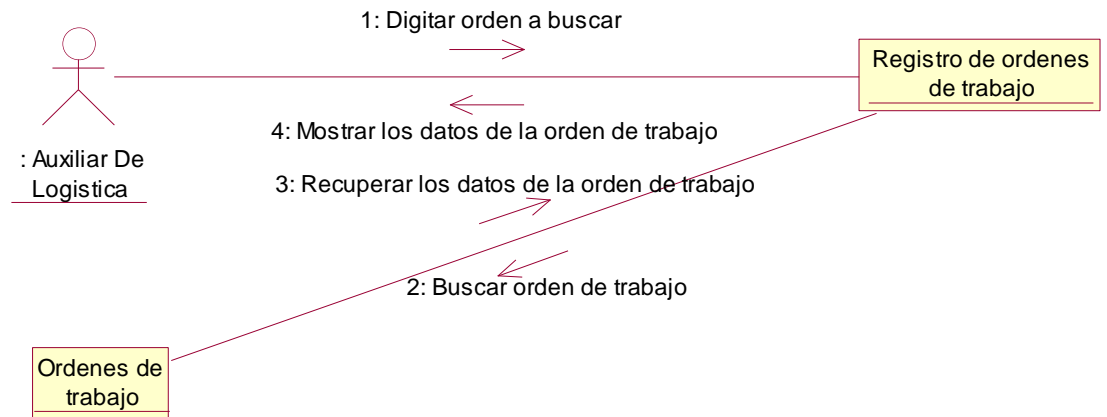 1: Digitar orden a buscar
Registro de ordenes
de trabajo
4: Mostrar los datos de la orden de trabajo
: Auxiliar De
Logistica
3: Recuperar los datos de la orden de trabajo
2: Buscar orden de trabajo
Ordenes de
trabajo